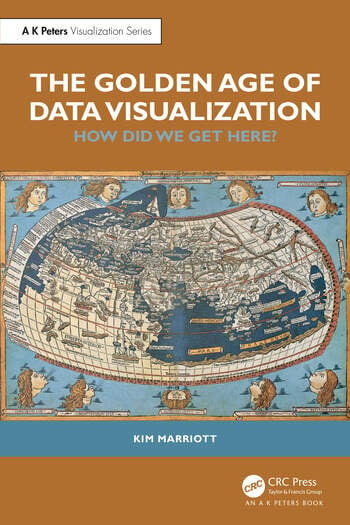 A K Peters Visualization Series
THE GOLDEN AGE OF
DATA VISUALIZATION
HOW DID WE GET HERE?
KIM MARRIOTT
CRC
CRC Press
Taylor & Francis Group
AN A K PETERS BOOK